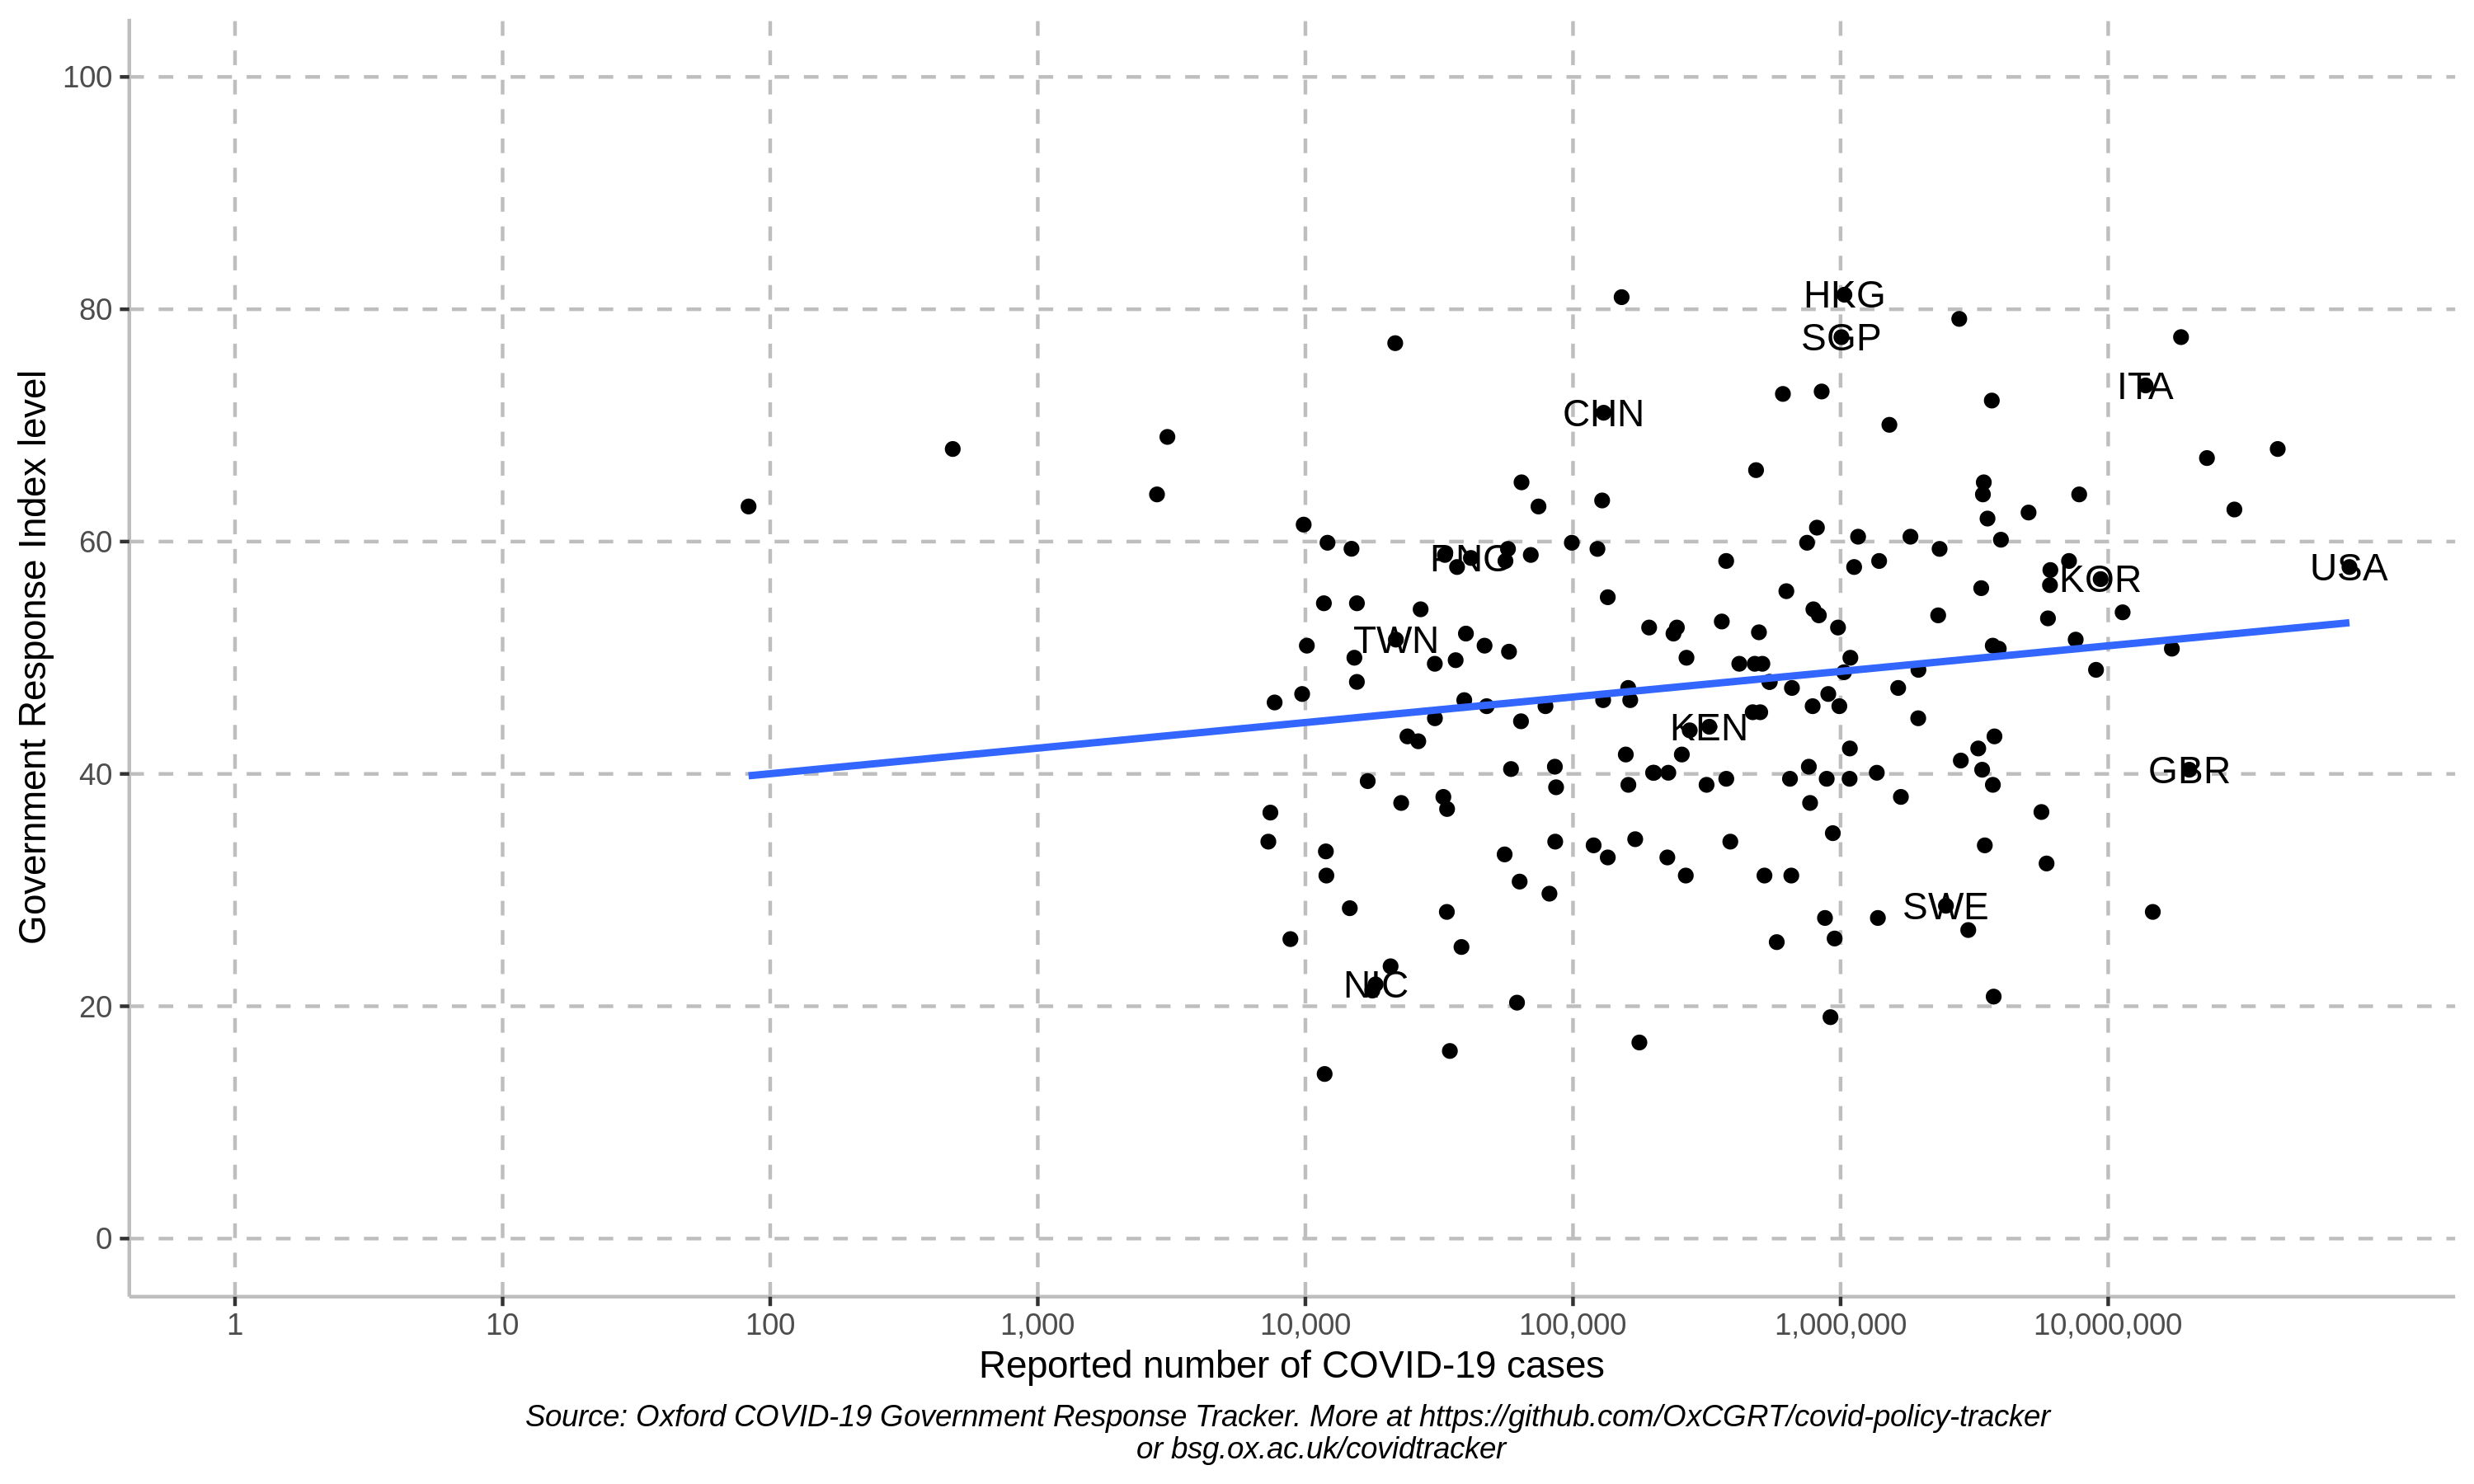 Government Response Index level
100
80
60
40
20
0
HKG
SGP
ITA
CHN
PNG
USA
KOR
TWN
KEN
GBR
SWE
NIC
1
10
100
1,000
10,000
100,000
1,000,000
10,000,000
Reported number of COVID-19 cases
Source: Oxford COVID-19 Government Response Tracker. More at https://github.com/OxCGRT/covid-policy-tracker
or bsg.ox.ac.uk/covidtracker